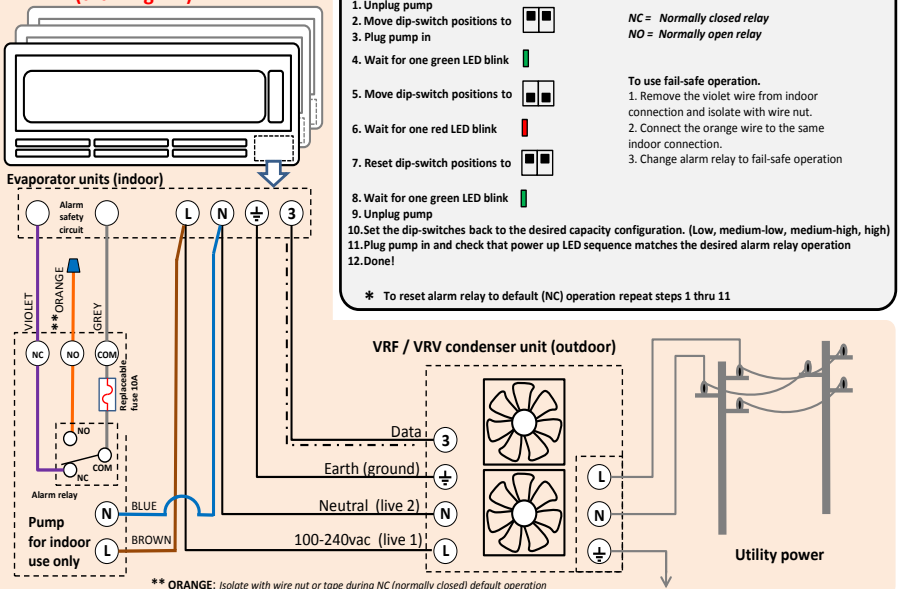 1. Unplug pump
2. Move dip-switch positions to
3. Plug pump in
4. Wait for one green LED blink
5. Move dip-switch positions to
6. Wait for one red LED blink
7. Reset dip-switch positions to
8. Wait for one green LED blink
9. Unplug pump
10.Set the dip-switches back to the desired capacity configuration. (Low, medium-low, medium-high, high)
11.Plug pump in and check that power up LED sequence matches the desired alarm relay operation
12.Done!
* To reset alarm relay to default (NC) operation repeat steps 1 thru 11
NC = Normally closed relay
NO = Normally open relay
To use fail-safe operation.
1. Remove the violet wire from indoor
connection and isolate with wire nut.
2. Connect the orange wire to the same
indoor connection.
3. Change alarm relay to fail-safe operation
Evaporator units (indoor)
Alarm
safety
circuit
L
N
3
VIOLET
**ORANGE
GREY
NC
NO
COM
Replaceable
fuse 10A
NO
COM
NC
Alarm relay
Pump
for indoor
use only
N
BLUE
L
BROWN
VRF / VRV condenser unit (outdoor)
Data
3
Earth (ground)
Neutral (live 2)
N
100-240vac (live 1)
L
L
N
Utility power
** ORANGE: Isolate with wire nut or tape during NC (normally closed) default operation